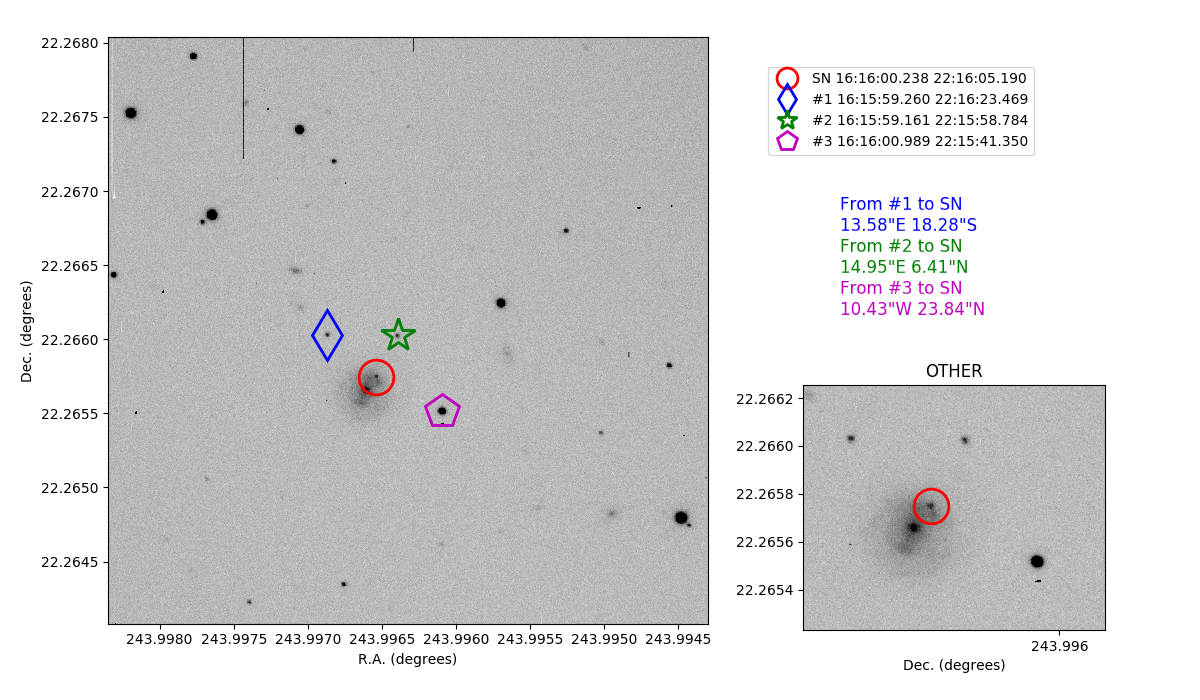 22.2680
22.2675
22.2670
22.2665
22.2660
22.2655
22.2650
22.2645
Dec. (degrees)
243.9980 243.9975 243.9970 243.9965 243.9960 243.9955 243.9950 243.9945
R.A. (degrees)
SN 16:16:00.238 22:16:05.190
#1 16:15:59.260 22:16:23.469
#2 16:15:59.161 22:15:58.784
#3 16:16:00.989 22:15:41.350
From #1 to SN
13.58"E 18.28"S
From #2 to SN
14.95"E 6.41"N
From #3 to SN
10.43"W 23.84"N
OTHER
22.2662
22.2660
22.2658
22.2656
22.2654
243.996
Dec. (degrees)